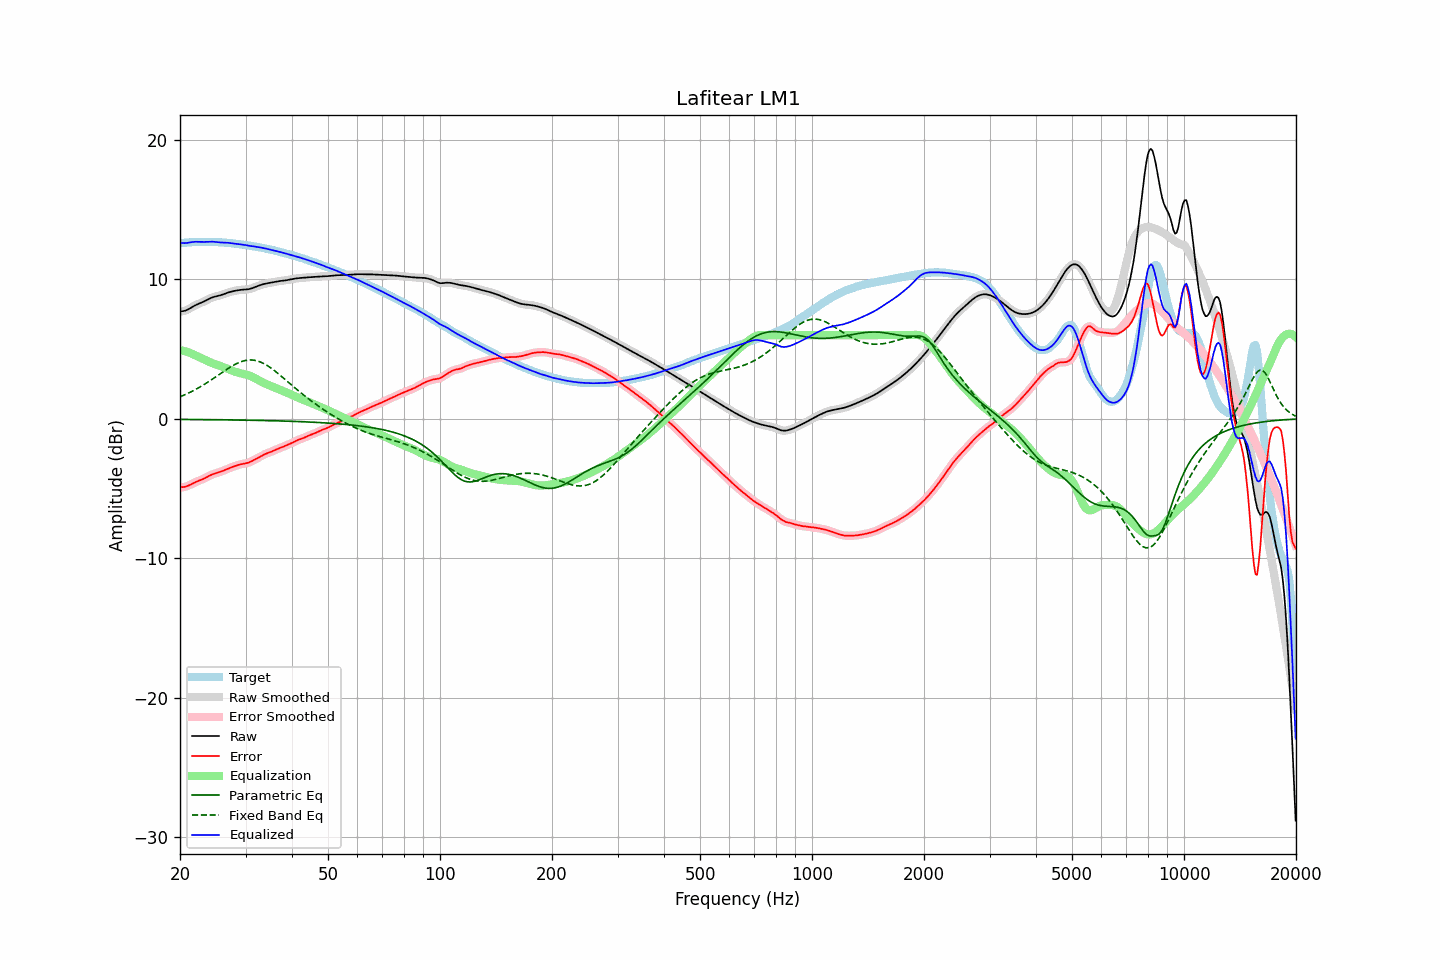 Lafitear LM1
Amplitude (dBr)
20
10
0
−10
−20
−30
Target
Raw Smoothed
Error Smoothed
Raw
Error
Equalization
Parametric Eq
Fixed Band Eq
Equalized
20 50 100 200 500 1000 2000 5000 10000 20000
Frequency (Hz)